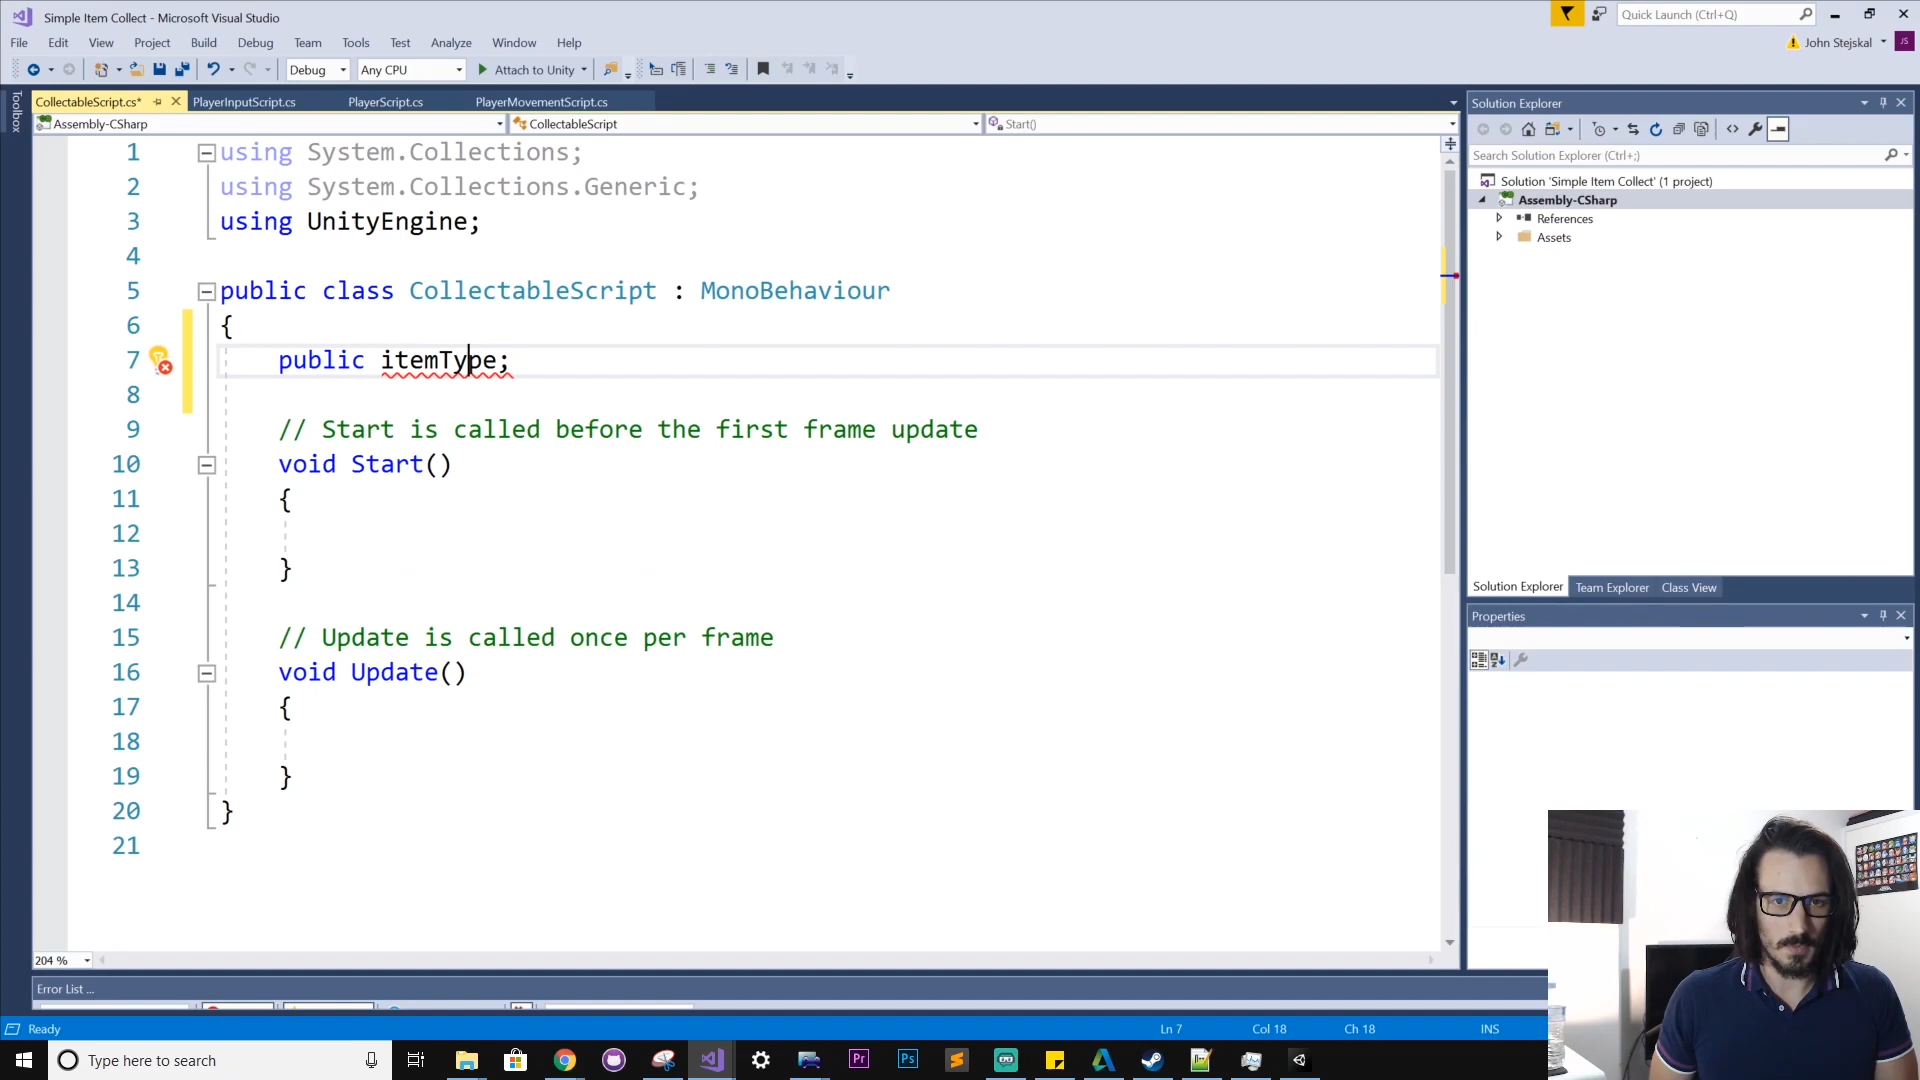 Simple Item Collect - Microsoft Visual Studio
Quick Launch (Ctrl+Q)
File Edit View Project Build Debug Team Tools Test Analyze Window Help
John Stejskal JS
Debug Any CPU Attach to Unity
Toolbox
CollectableScript.cs* PlayerInputScript.cs PlayerScript.cs PlayerMovementScript.cs
Assembly-CSharp CollectableScript Start()
1 using System.Collections;
2 using System.Collections.Generic;
3 using UnityEngine;
4
5 public class CollectableScript : MonoBehaviour
6 {
7 public itemType;
8
9 // Start is called before the first frame update
10 void Start()
11 {
12
13 }
14
15 // Update is called once per frame
16 void Update()
17 {
18
19 }
20 }
21
204 %
Error List ...
Ready Ln 7 Col 18 Ch 18 INS
Solution Explorer
Search Solution Explorer (Ctrl+;)
Solution 'Simple Item Collect' (1 project)
Assembly-CSharp
References
Assets
Solution Explorer Team Explorer Class View
Properties
Type here to search
Pr Ps